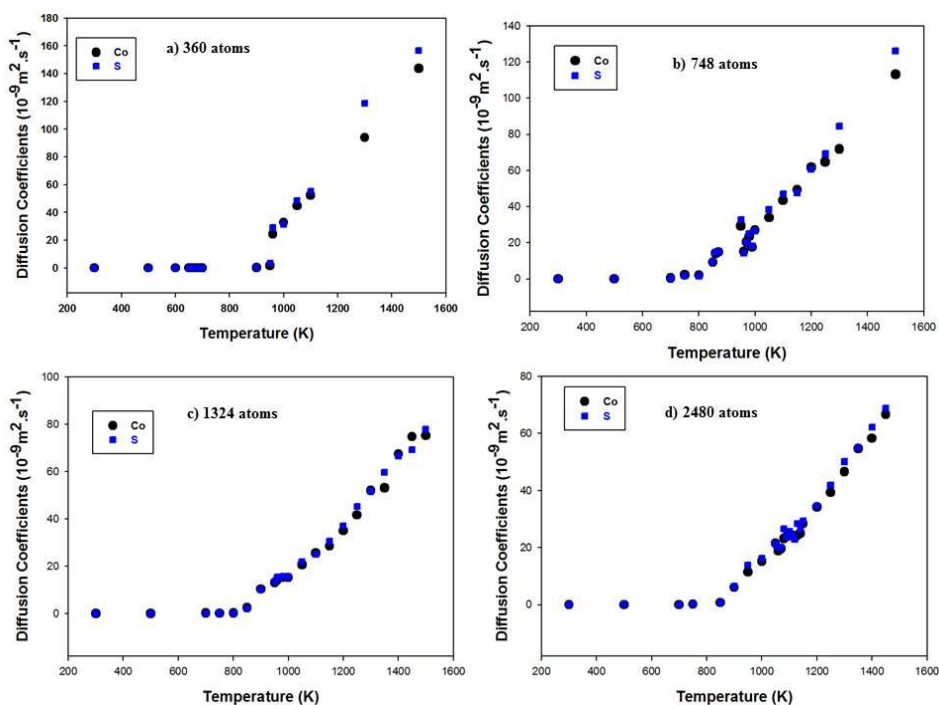 a) 360 atoms
Co
S
Diffusion Coefficients (10-9m2.s-1)
180
160
140
120
100
80
60
40
20
0
200 400 600 800 1000 1200 1400 1600
Temperature (K)
b) 748 atoms
Co
S
Diffusion Coefficients (10-9m2.s-1)
140
120
100
80
60
40
20
0
200 400 600 800 1000 1200 1400 1600
Temperature (K)
c) 1324 atoms
Co
S
Diffusion Coefficients (10-9m2.s-1)
100
80
60
40
20
0
200 400 600 800 1000 1200 1400 1600
Temperature (K)
d) 2480 atoms
Co
S
Diffusion Coefficients (10-9m2.s-1)
80
60
40
20
0
200 400 600 800 1000 1200 1400 1600
Temperature (K)